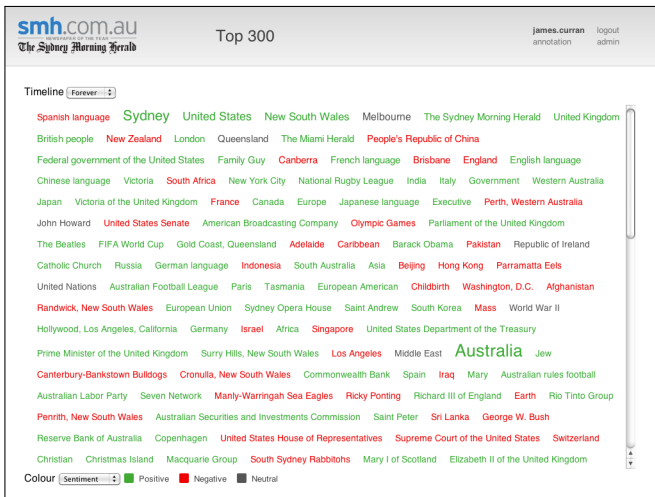 smh.com.au
NEWSPAPER OF THE YEAR
The Sydney Morning Herald
Top 300
james.curran logout
annotation admin
Timeline Forever
Spanish language Sydney United States New South Wales Melbourne The Sydney Morning Herald United Kingdom
British people New Zealand London Queensland The Miami Herald People's Republic of China
Federal government of the United States Family Guy Canberra French language Brisbane England English language
Chinese language Victoria South Africa New York City National Rugby League India Italy Government Western Australia
Japan Victoria of the United Kingdom France Canada Europe Japanese language Executive Perth, Western Australia
John Howard United States Senate American Broadcasting Company Olympic Games Parliament of the United Kingdom
The Beatles FIFA World Cup Gold Coast, Queensland Adelaide Caribbean Barack Obama Pakistan Republic of Ireland
Catholic Church Russia German language Indonesia South Australia Asia Beijing Hong Kong Parramatta Eels
United Nations Australian Football League Paris Tasmania European American Childbirth Washington, D.C. Afghanistan
Randwick, New South Wales European Union Sydney Opera House Saint Andrew South Korea Mass World War II
Hollywood, Los Angeles, California Germany Israel Africa Singapore United States Department of the Treasury
Prime Minister of the United Kingdom Surry Hills, New South Wales Los Angeles Middle East Australia Jew
Canterbury-Bankstown Bulldogs Cronulla, New South Wales Commonwealth Bank Spain Iraq Mary Australian rules football
Australian Labor Party Seven Network Manly-Warringah Sea Eagles Ricky Ponting Richard III of England Earth Rio Tinto Group
Penrith, New South Wales Australian Securities and Investments Commission Saint Peter Sri Lanka George W. Bush
Reserve Bank of Australia Copenhagen United States House of Representatives Supreme Court of the United States Switzerland
Christian Christmas Island Macquarie Group South Sydney Rabbitohs Mary I of Scotland Elizabeth II of the United Kingdom
Colour Sentiment Positive Negative Neutral